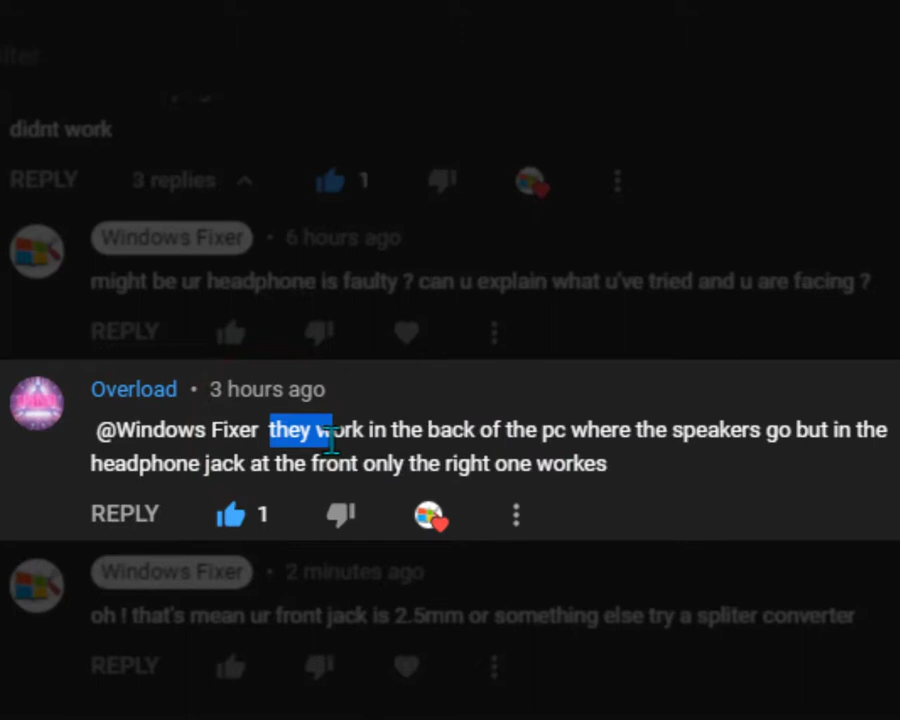 didnt work
REPLY 3 replies 1
Windows Fixer • 6 hours ago
might be ur headphone is faulty ? can u explain what u've tried and u are facing ?
REPLY
Overload • 3 hours ago
@Windows Fixer they work in the back of the pc where the speakers go but in the
headphone jack at the front only the right one workes
REPLY 1
Windows Fixer • 2 minutes ago
oh ! that's mean ur front jack is 2.5mm or something else try a spliter converter
REPLY